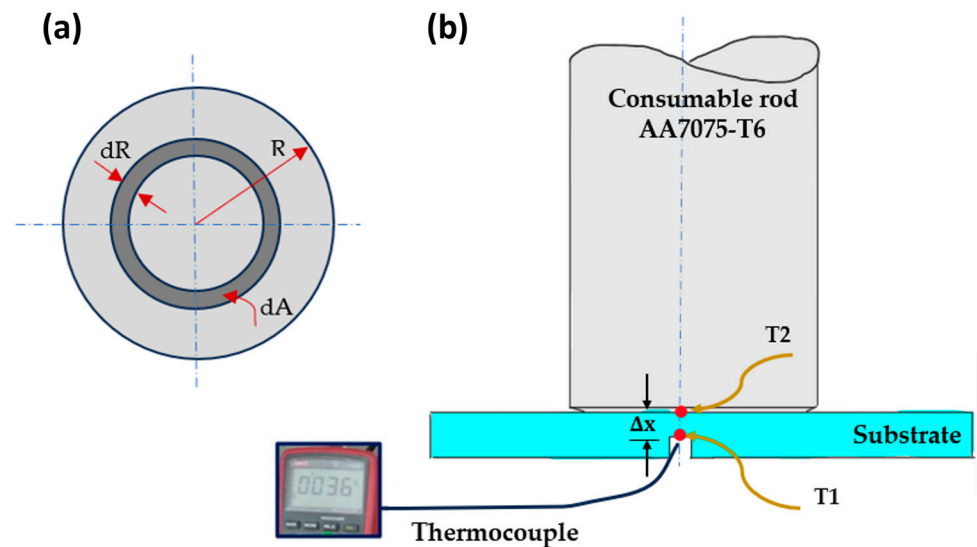 (a)
(b)
dR
R
dA
Consumable rod
AA7075-T6
T2
Δx
Substrate
T1
0036
Thermocouple